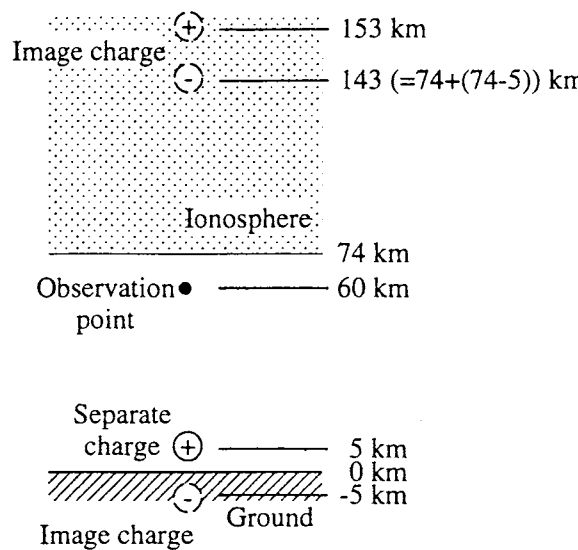 +
153 km
Image charge
-
143 (=74+(74-5)) km
Ionosphere
74 km
Observation
point
60 km
Separate
charge
+
5 km
0 km
-
-5 km
Ground
Image charge